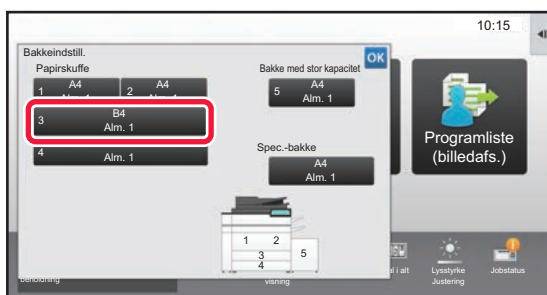 10:15
Bakkeindstill.
OK
Papirskuffe
1 A4
2 A4
3 B4
Alm. 1
4 Alm. 1
Bakke med stor kapacitet
5 A4
Alm. 1
Spec.-bakke
A4
Alm. 1
1 2
3
4
5
Programliste
(billedafs.)
al i alt
Lysstyrke
Justering
Jobstatus
visning